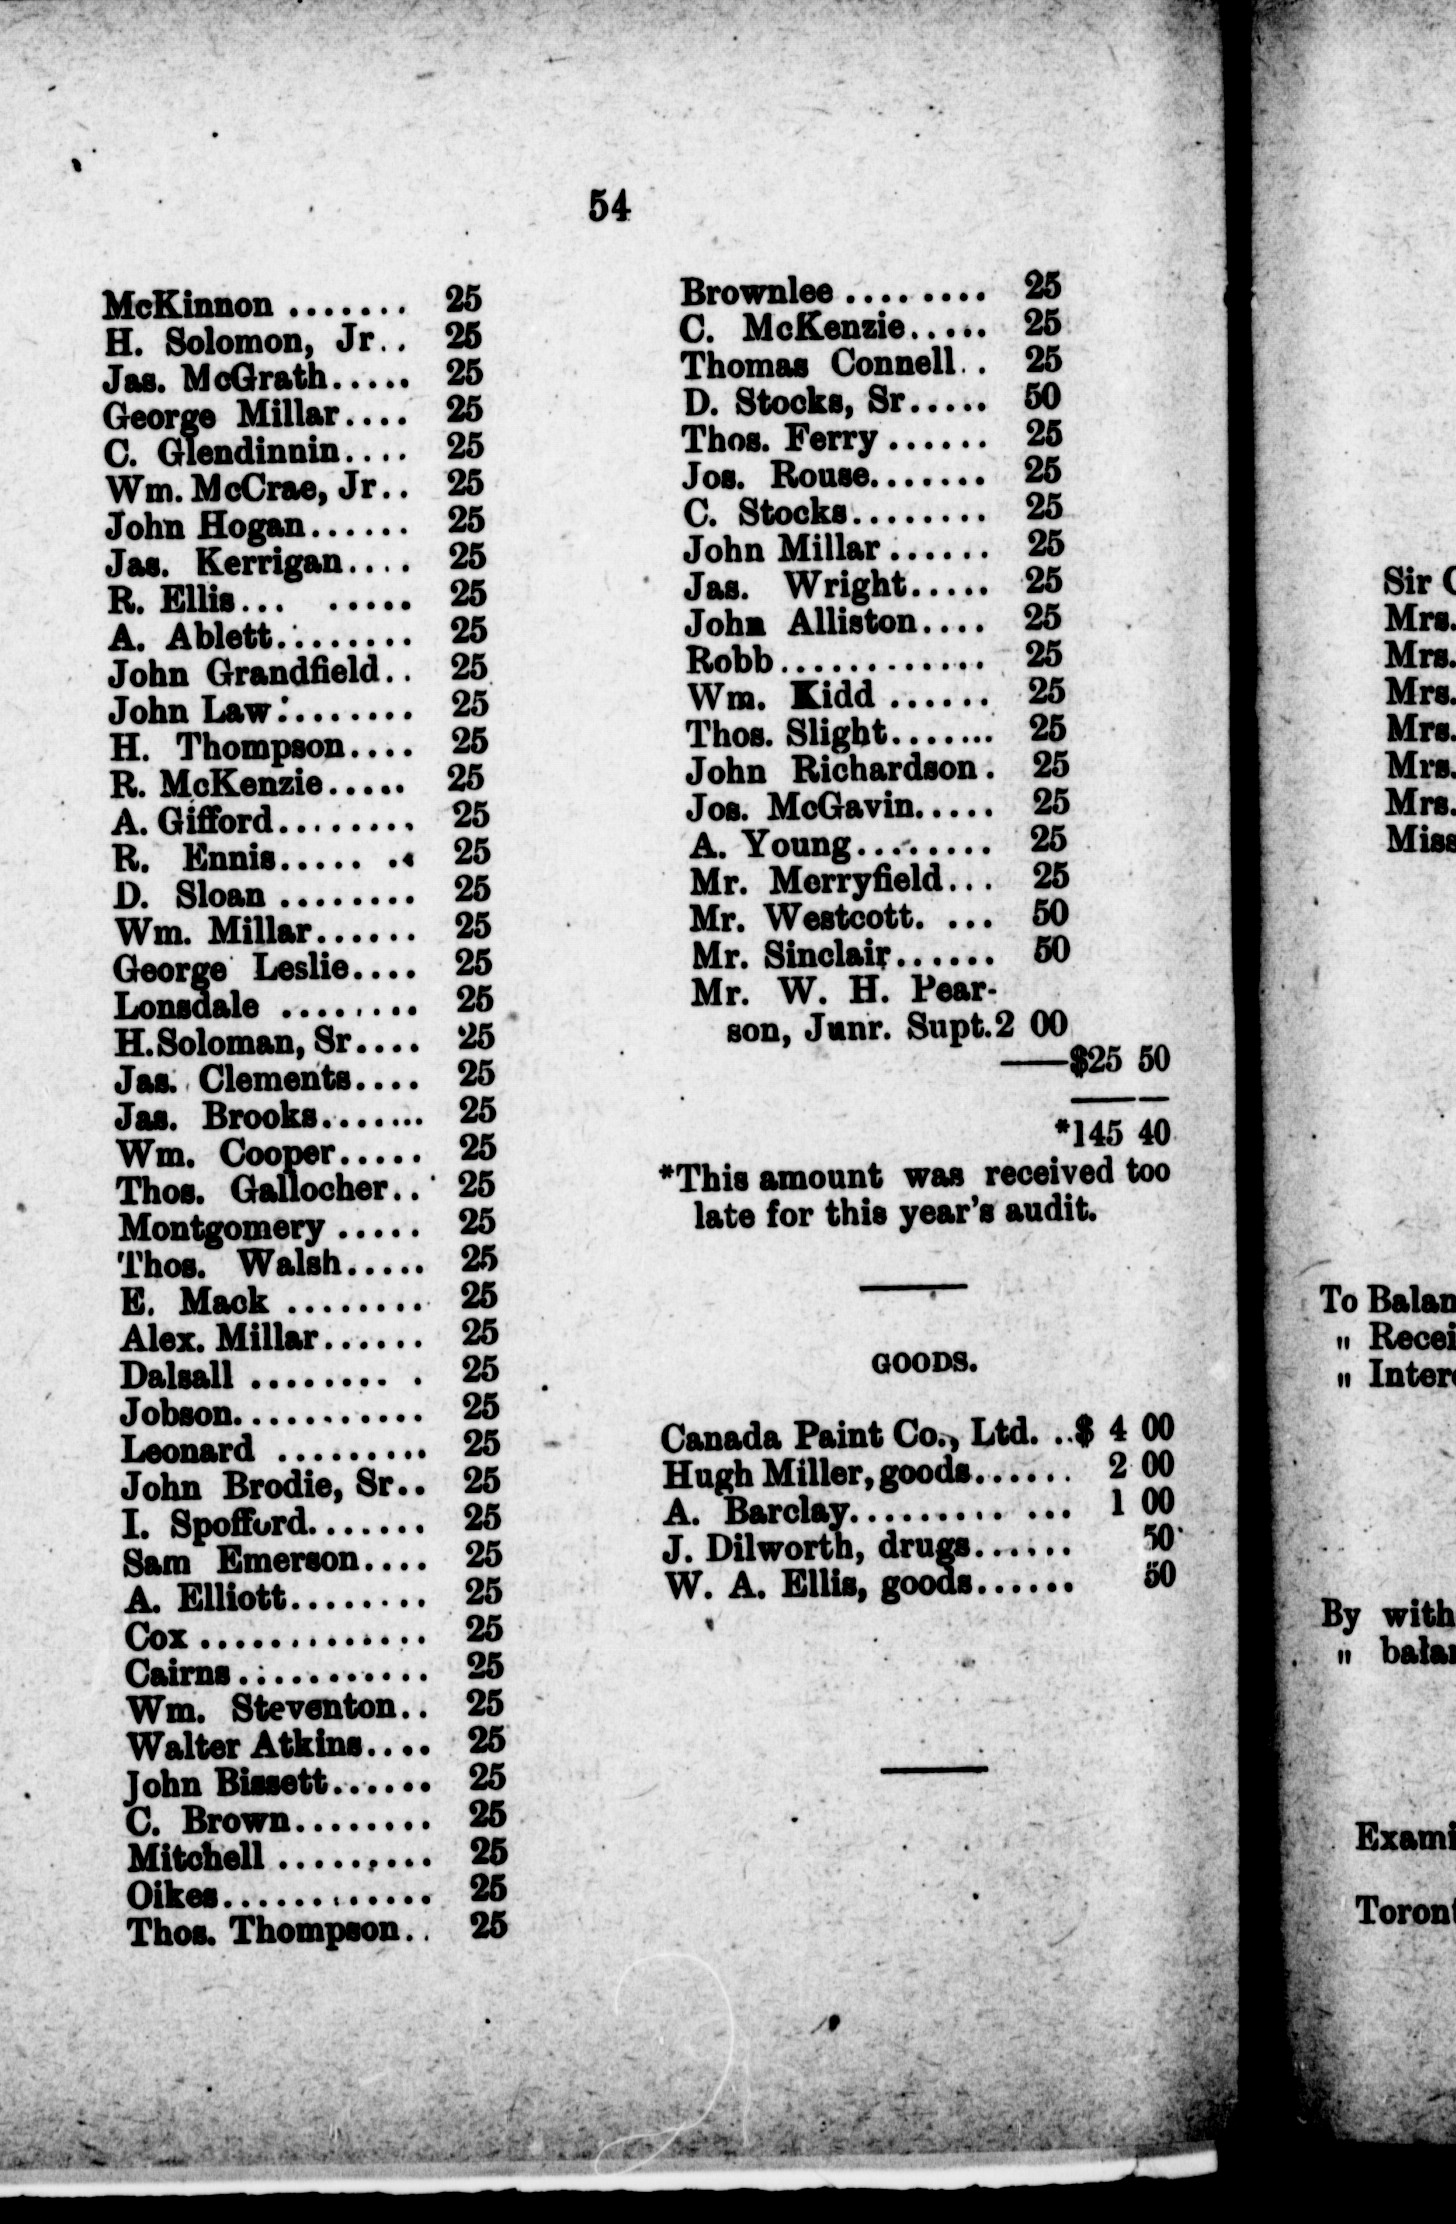 54
McKinnon ....... 25
H. Solomon, Jr.. 25
Jas. McGrath..... 25
George Millar.... 25
C. Glendinnin.... 25
Wm. McCrae, Jr.. 25
John Hogan...... 25
Jas. Kerrigan.... 25
R. Ellis... ..... 25
A. Ablett........ 25
John Grandfield.. 25
John Law:....... 25
H. Thompson.... 25
R. McKenzie..... 25
A. Gifford........ 25
R. Ennis..... .. 25
D. Sloan ........ 25
Wm. Millar...... 25
George Leslie.... 25
Lonsdale ........ 25
H. Soloman, Sr.... 25
Jas. Clements.... 25
Jas. Brooks....... 25
Wm. Cooper..... 25
Thos. Gallocher.. 25
Montgomery ..... 25
Thos. Walsh..... 25
E. Mack ........ 25
Alex. Millar...... 25
Dalsall ........ . 25
Jobson............ 25
Leonard ......... 25
John Brodie, Sr.. 25
I. Spofford....... 25
Sam Emerson.... 25
A. Elliott........ 25
Cox ............. 25
Cairns........... 25
Wm. Steventon.. 25
Walter Atkins.... 25
John Bissett...... 25
C. Brown........ 25
Mitchell ......... 25
Oikes............ 25
Thos. Thompson.. 25
Brownlee ........ 25
C. McKenzie..... 25
Thomas Connell.. 25
D. Stocks, Sr..... 50
Thos. Ferry ...... 25
Jos. Rouse....... 25
C. Stocks........ 25
John Millar ...... 25
Jas. Wright..... 25
John Alliston.... 25
Robb............ 25
Wm. Kidd ...... 25
Thos. Slight....... 25
John Richardson. 25
Jos. McGavin..... 25
A. Young........ 25
Mr. Merryfield... 25
Mr. Westcott. ... 50
Mr. Sinclair...... 50
Mr. W. H. Pear-
son, Junr. Supt. 2 00
——$25 50
*145 40
*This amount was received too
late for this year's audit.
GOODS.
Canada Paint Co., Ltd. ..$ 4 00
Hugh Miller, goods...... 2 00
A. Barclay.......... ... 1 00
J. Dilworth, drugs...... 50
W. A. Ellis, goods...... 50
Sir
Mrs.
Mrs.
Mrs.
Mrs.
Mrs.
Mrs.
Miss
To
"
" 
By with
"